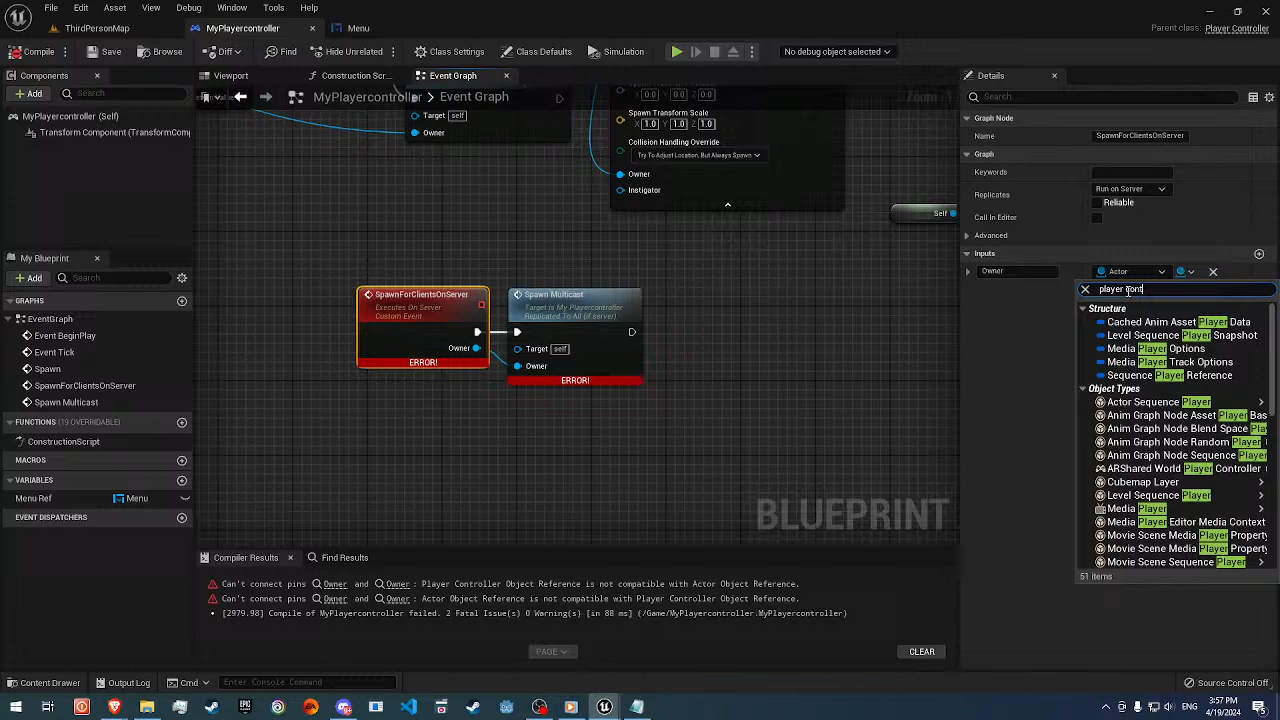 File Edit Asset View Debug Window Tools Help
ThirdPersonMap MyPlayercontroller Menu Parent class: Player Controller
Compile Save Browse Diff Find Hide Unrelated Class Settings Class Defaults Simulation No debug object selected
Components Viewport Construction Scr... Event Graph Details
Add Search MyPlayercontroller Event Graph Search
MyPlayercontroller (Self)
Transform Component (TransformComp
Target self
Owner
0.0 0.0 0.0
Spawn Transform Scale
X 1.0 Y 1.0 Z 1.0
Collision Handling Override
Try To Adjust Location, But Always Spawn
Owner
Instigator
Self
Graph Node
Name SpawnForClientsOnServer
Graph
Keywords
Replicates Run on Server
Reliable
Call In Editor
Advanced
Inputs
Owner Actor
player cont
Structure
Cached Anim Asset Player Data
Level Sequence Player Snapshot
Media Player Options
Media Player Track Options
Sequence Player Reference
Object Types
Actor Sequence Player
Anim Graph Node Asset Player Bas
Anim Graph Node Blend Space Play
Anim Graph Node Random Player
Anim Graph Node Sequence Player
ARShared World Player Controller
Cubemap Layer
Level Sequence Player
Media Player
Media Player Editor Media Context
Movie Scene Media Player Property
Movie Scene Media Player Property
Movie Scene Sequence Player
51 items
My Blueprint
Add Search
GRAPHS
EventGraph
Event BeginPlay
Event Tick
Spawn
SpawnForClientsOnServer
Spawn Multicast
FUNCTIONS (19 OVERRIDABLE)
ConstructionScript
MACROS
VARIABLES
Menu Ref Menu
EVENT DISPATCHERS
SpawnForClientsOnServer
Executes On Server
Custom Event
Owner
ERROR!
Spawn Multicast
Target is My Playercontroller
Replicated To All (if server)
Target self
Owner
ERROR!
BLUEPRINT
Compiler Results Find Results
Can't connect pins Owner and Owner : Player Controller Object Reference is not compatible with Actor Object Reference.
Can't connect pins Owner and Owner : Actor Object Reference is not compatible with Player Controller Object Reference.
[2979.98] Compile of MyPlayercontroller failed. 2 Fatal Issue(s) 0 Warning(s) [in 88 ms] (/Game/MyPlayercontroller.MyPlayercontroller)
PAGE CLEAR
Content Drawer Output Log Cmd Enter Console Command Source Control Off
3:57 PM
4/19/2024